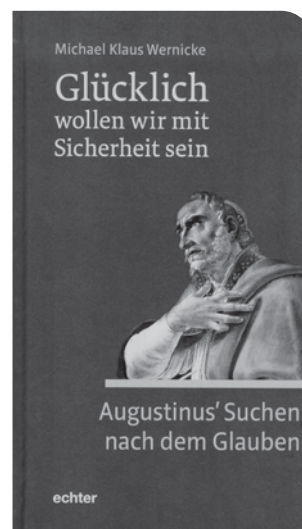 Michael Klaus Wernicke
Glücklich
wollen wir mit
Sicherheit sein
Augustinus' Suchen
nach dem Glauben
echter